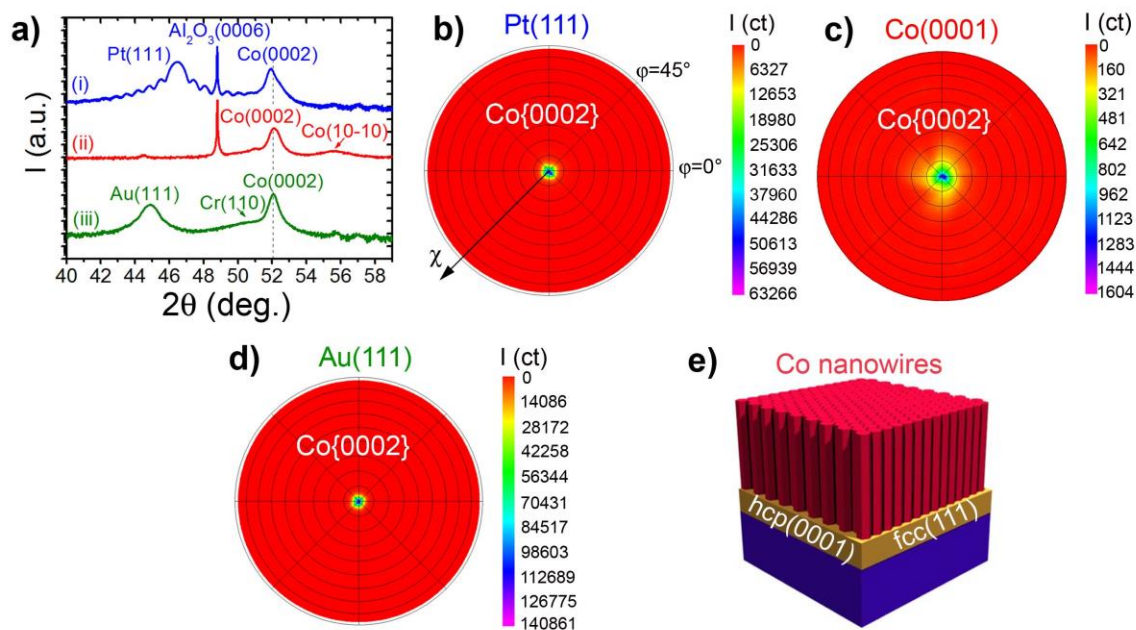 a)
I (a.u.)
Al₂O₃(0006)
Pt(111)
Co(0002)
(i)
Co(0002)
Co(10-10)
(ii)
Co(0002)
Au(111)
Cr(110)
(iii)
40 42 44 46 48 50 52 54 56 58
2θ (deg.)
b)
Pt(111)
Co{0002}
φ=45°
φ=0°
χ
I (ct)
0
6327
12653
18980
25306
31633
37960
44286
50613
56939
63266
c)
Co(0001)
Co{0002}
I (ct)
0
160
321
481
642
802
962
1123
1283
1444
1604
d)
Au(111)
Co{0002}
I (ct)
0
14086
28172
42258
56344
70431
84517
98603
112689
126775
140861
e)
Co nanowires
hcp(0001)
fcc(111)